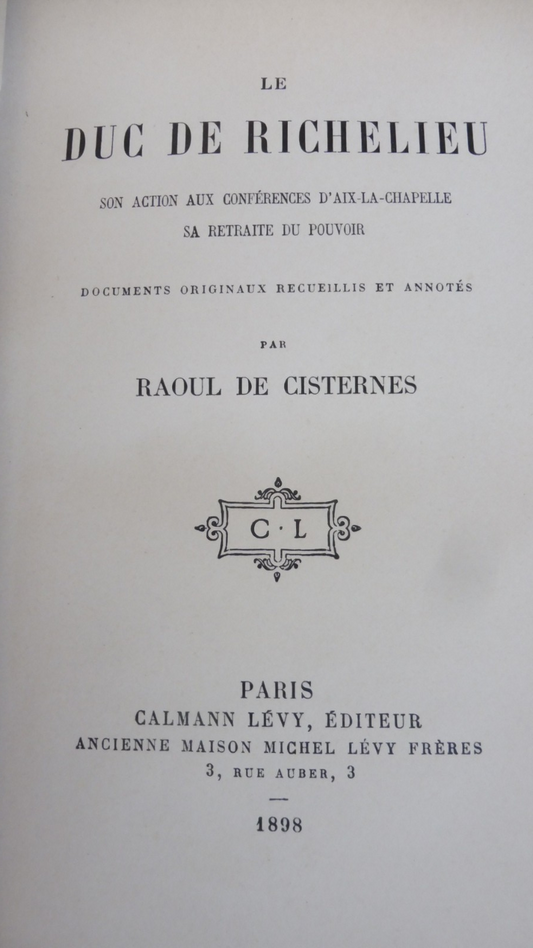 LE
DUC DE RICHELIEU
SON ACTION AUX CONFÉRENCES D'AIX-LA-CHAPELLE
SA RETRAITE DU POUVOIR
DOCUMENTS ORIGINAUX RECUEILLIS ET ANNOTÉS
PAR
RAOUL DE CISTERNES
C · L
PARIS
CALMANN LÉVY, ÉDITEUR
ANCIENNE MAISON MICHEL LÉVY FRÈRES
3, RUE AUBER, 3
—
1898